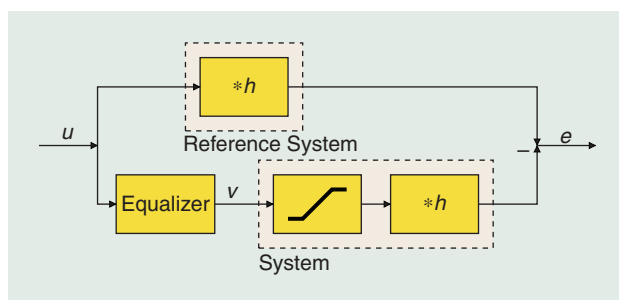 *h
Reference System
u
e
–
Equalizer
v
*h
System